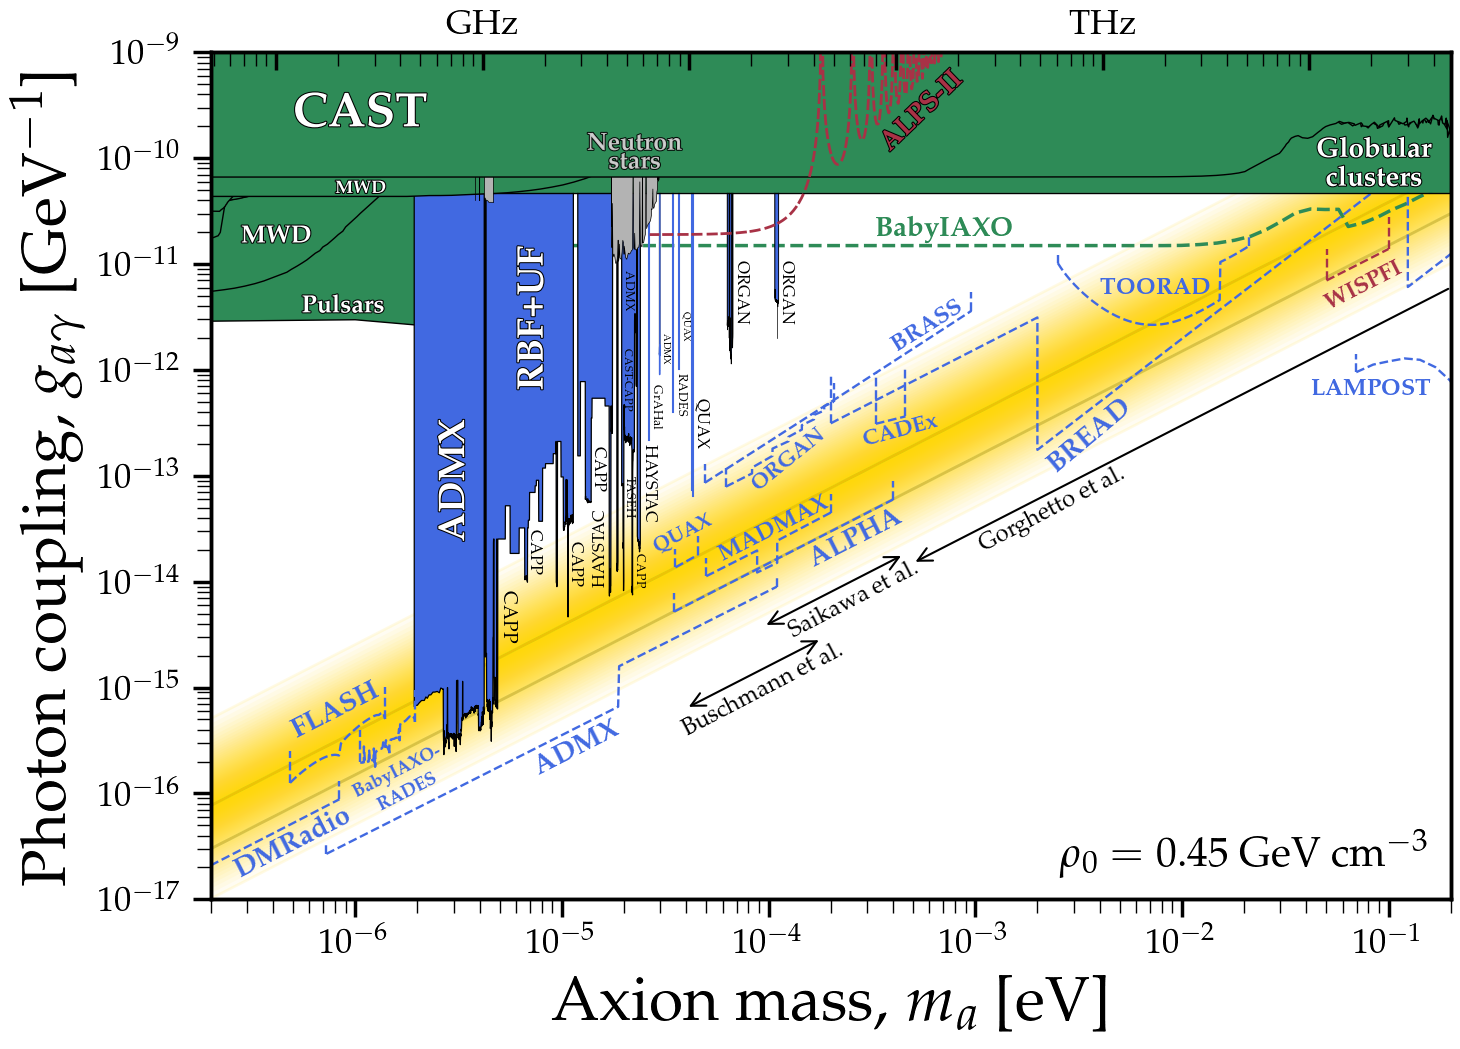 GHz
THz
10⁻⁹
10⁻¹⁰
10⁻¹¹
10⁻¹²
10⁻¹³
10⁻¹⁴
10⁻¹⁵
10⁻¹⁶
10⁻¹⁷
Photon coupling, gₐᵧ [GeV⁻¹]
CAST
Neutron
stars
ALPS-II
Globular
clusters
MWD
MWD
Pulsars
BabyIAXO
RBF+UF
ADMX
ADMX
CAST-CAPP
TASEH
CAPP
HAYSTAC
GrAHal
ADMX
QUAX
RADES
QUAX
ORGAN
ORGAN
CAPP
CAPP
CAPP
HAYSTAC
CAPP
CAPP
BRASS
TOORAD
WISPFI
LAMPOST
ORGAN
CADEx
BREAD
QUAX
MADMAX
ALPHA
Gorghetto et al.
Saikawa et al.
Buschmann et al.
FLASH
BabyIAXO-
RADES
ADMX
DMRadio
ρ₀ = 0.45 GeV cm⁻³
10⁻⁶
10⁻⁵
10⁻⁴
10⁻³
10⁻²
10⁻¹
Axion mass, mₐ [eV]